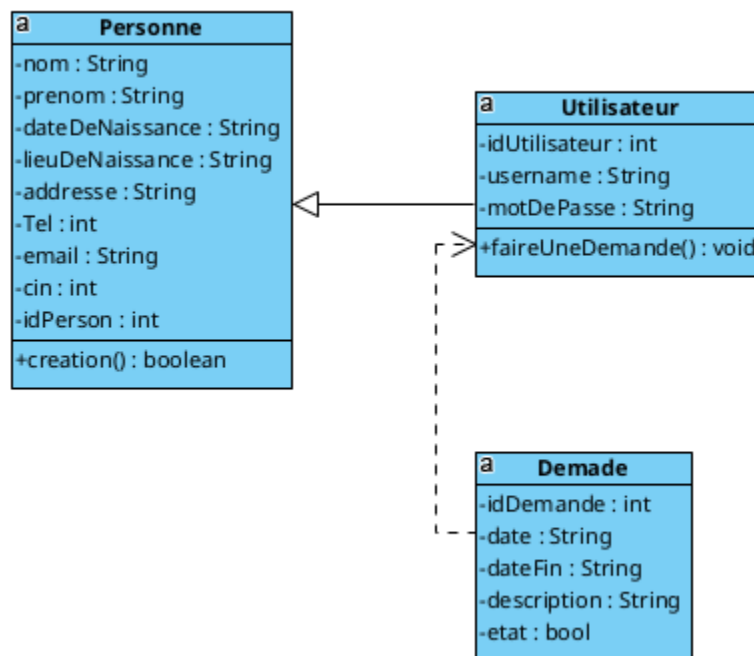 a Personne
-nom : String
-prenom : String
-dateDeNaissance : String
-lieuDeNaissance : String
-addresse : String
-Tel : int
-email : String
-cin : int
-idPerson : int
+creation() : boolean
a Utilisateur
-idUtilisateur : int
-username : String
-motDePasse : String
+faireUneDemande() : void
a Demade
-idDemande : int
-date : String
-dateFin : String
-description : String
-etat : bool